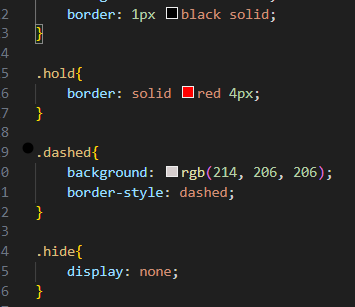 2 border: 1px black solid;
3 }
4
5 .hold{
6 border: solid red 4px;
7 }
8
9 .dashed{
0 background: rgb(214, 206, 206);
1 border-style: dashed;
2 }
3
4 .hide{
5 display: none;
6 }